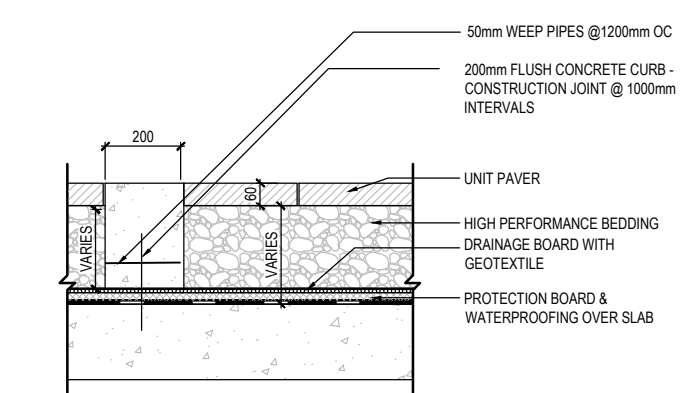 50mm WEEP PIPES @1200mm OC
200mm FLUSH CONCRETE CURB -
CONSTRUCTION JOINT @ 1000mm
INTERVALS
200
UNIT PAVER
60
HIGH PERFORMANCE BEDDING
VARIES
VARIES
DRAINAGE BOARD WITH
GEOTEXTILE
PROTECTION BOARD &
WATERPROOFING OVER SLAB